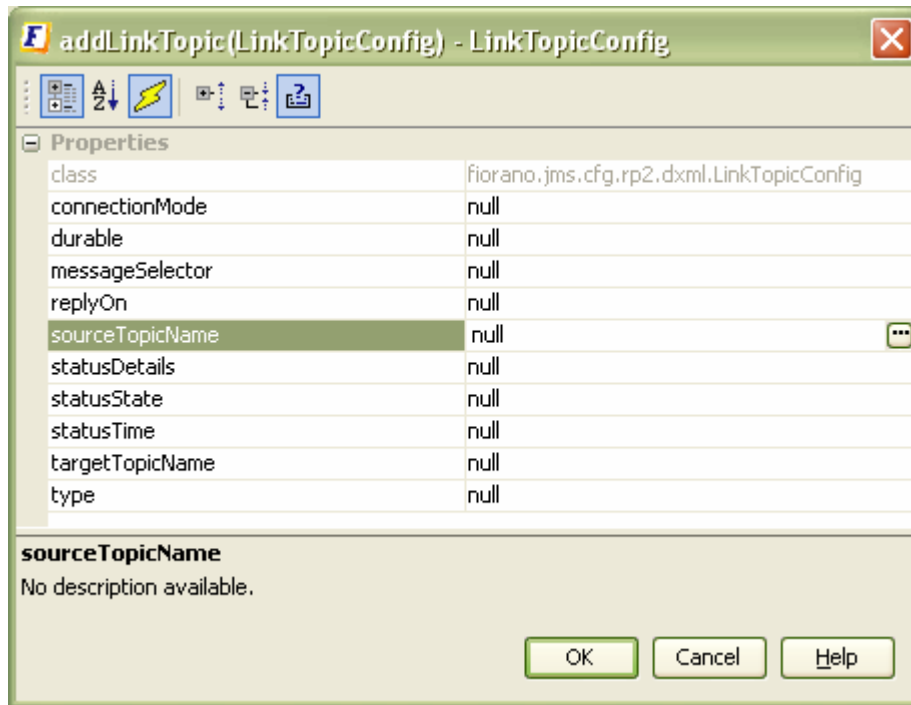 F addLinkTopic(LinkTopicConfig) - LinkTopicConfig
A
Z
Properties
class fiorano.jms.cfg.rp2.dxml.LinkTopicConfig
connectionMode null
durable null
messageSelector null
replyOn null
sourceTopicName null ...
statusDetails null
statusState null
statusTime null
targetTopicName null
type null
sourceTopicName
No description available.
OK Cancel Help